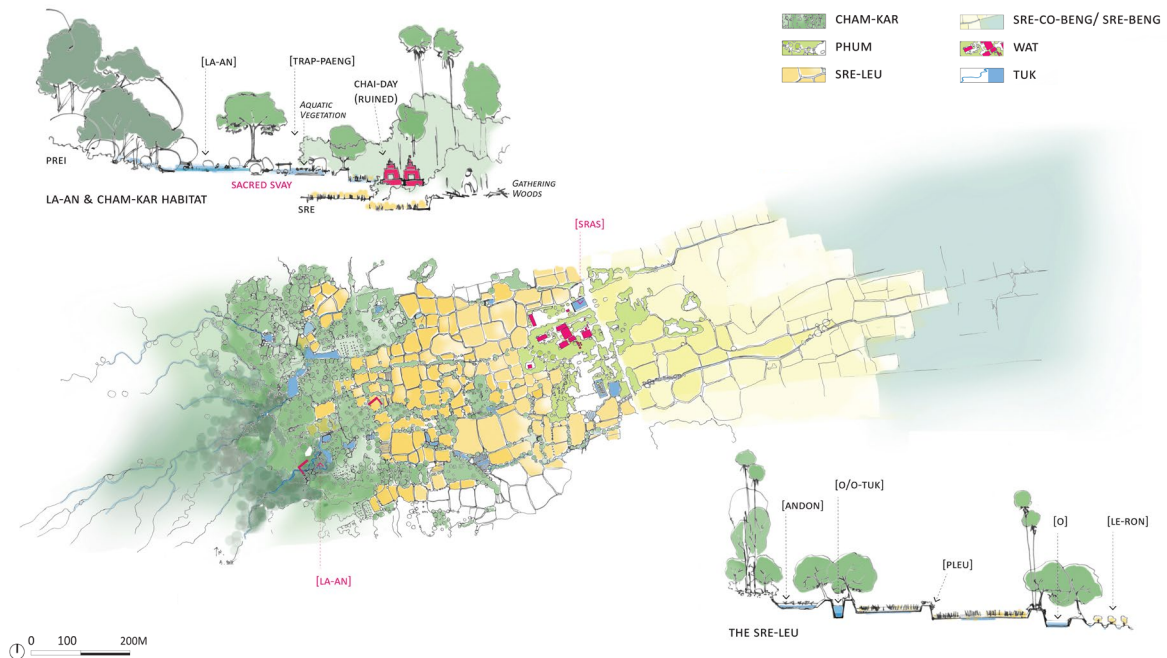 CHAM-KAR
PHUM
SRE-LEU
SRE-CO-BENG/ SRE-BENG
WAT
TUK
[LA-AN]
[TRAP-PAENG]
AQUATIC
VEGETATION
CHAI-DAY
(RUINED)
PREI
SACRED SVAY
GATHERING
WOODS
LA-AN & CHAM-KAR HABITAT
SRE
[SRAS]
[LA-AN]
[ANDON]
[O/O-TUK]
[PLEU]
[O]
[LE-RON]
THE SRE-LEU
0 100 200M